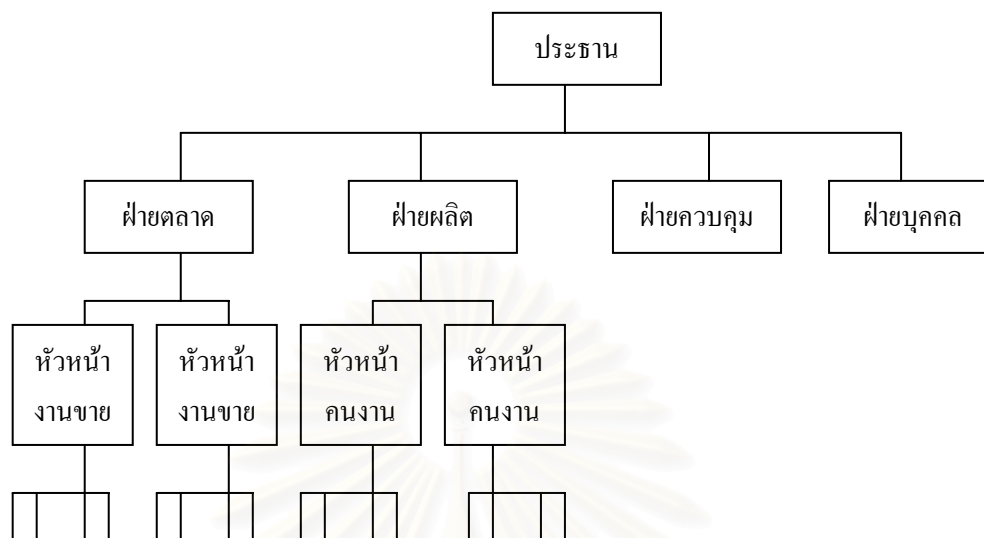 ประธาน
ฝ่ายตลาด
ฝ่ายผลิต
ฝ่ายควบคุม
ฝ่ายบุคคล
หัวหน้า
งานขาย
หัวหน้า
งานขาย
หัวหน้า
คนงาน
หัวหน้า
คนงาน